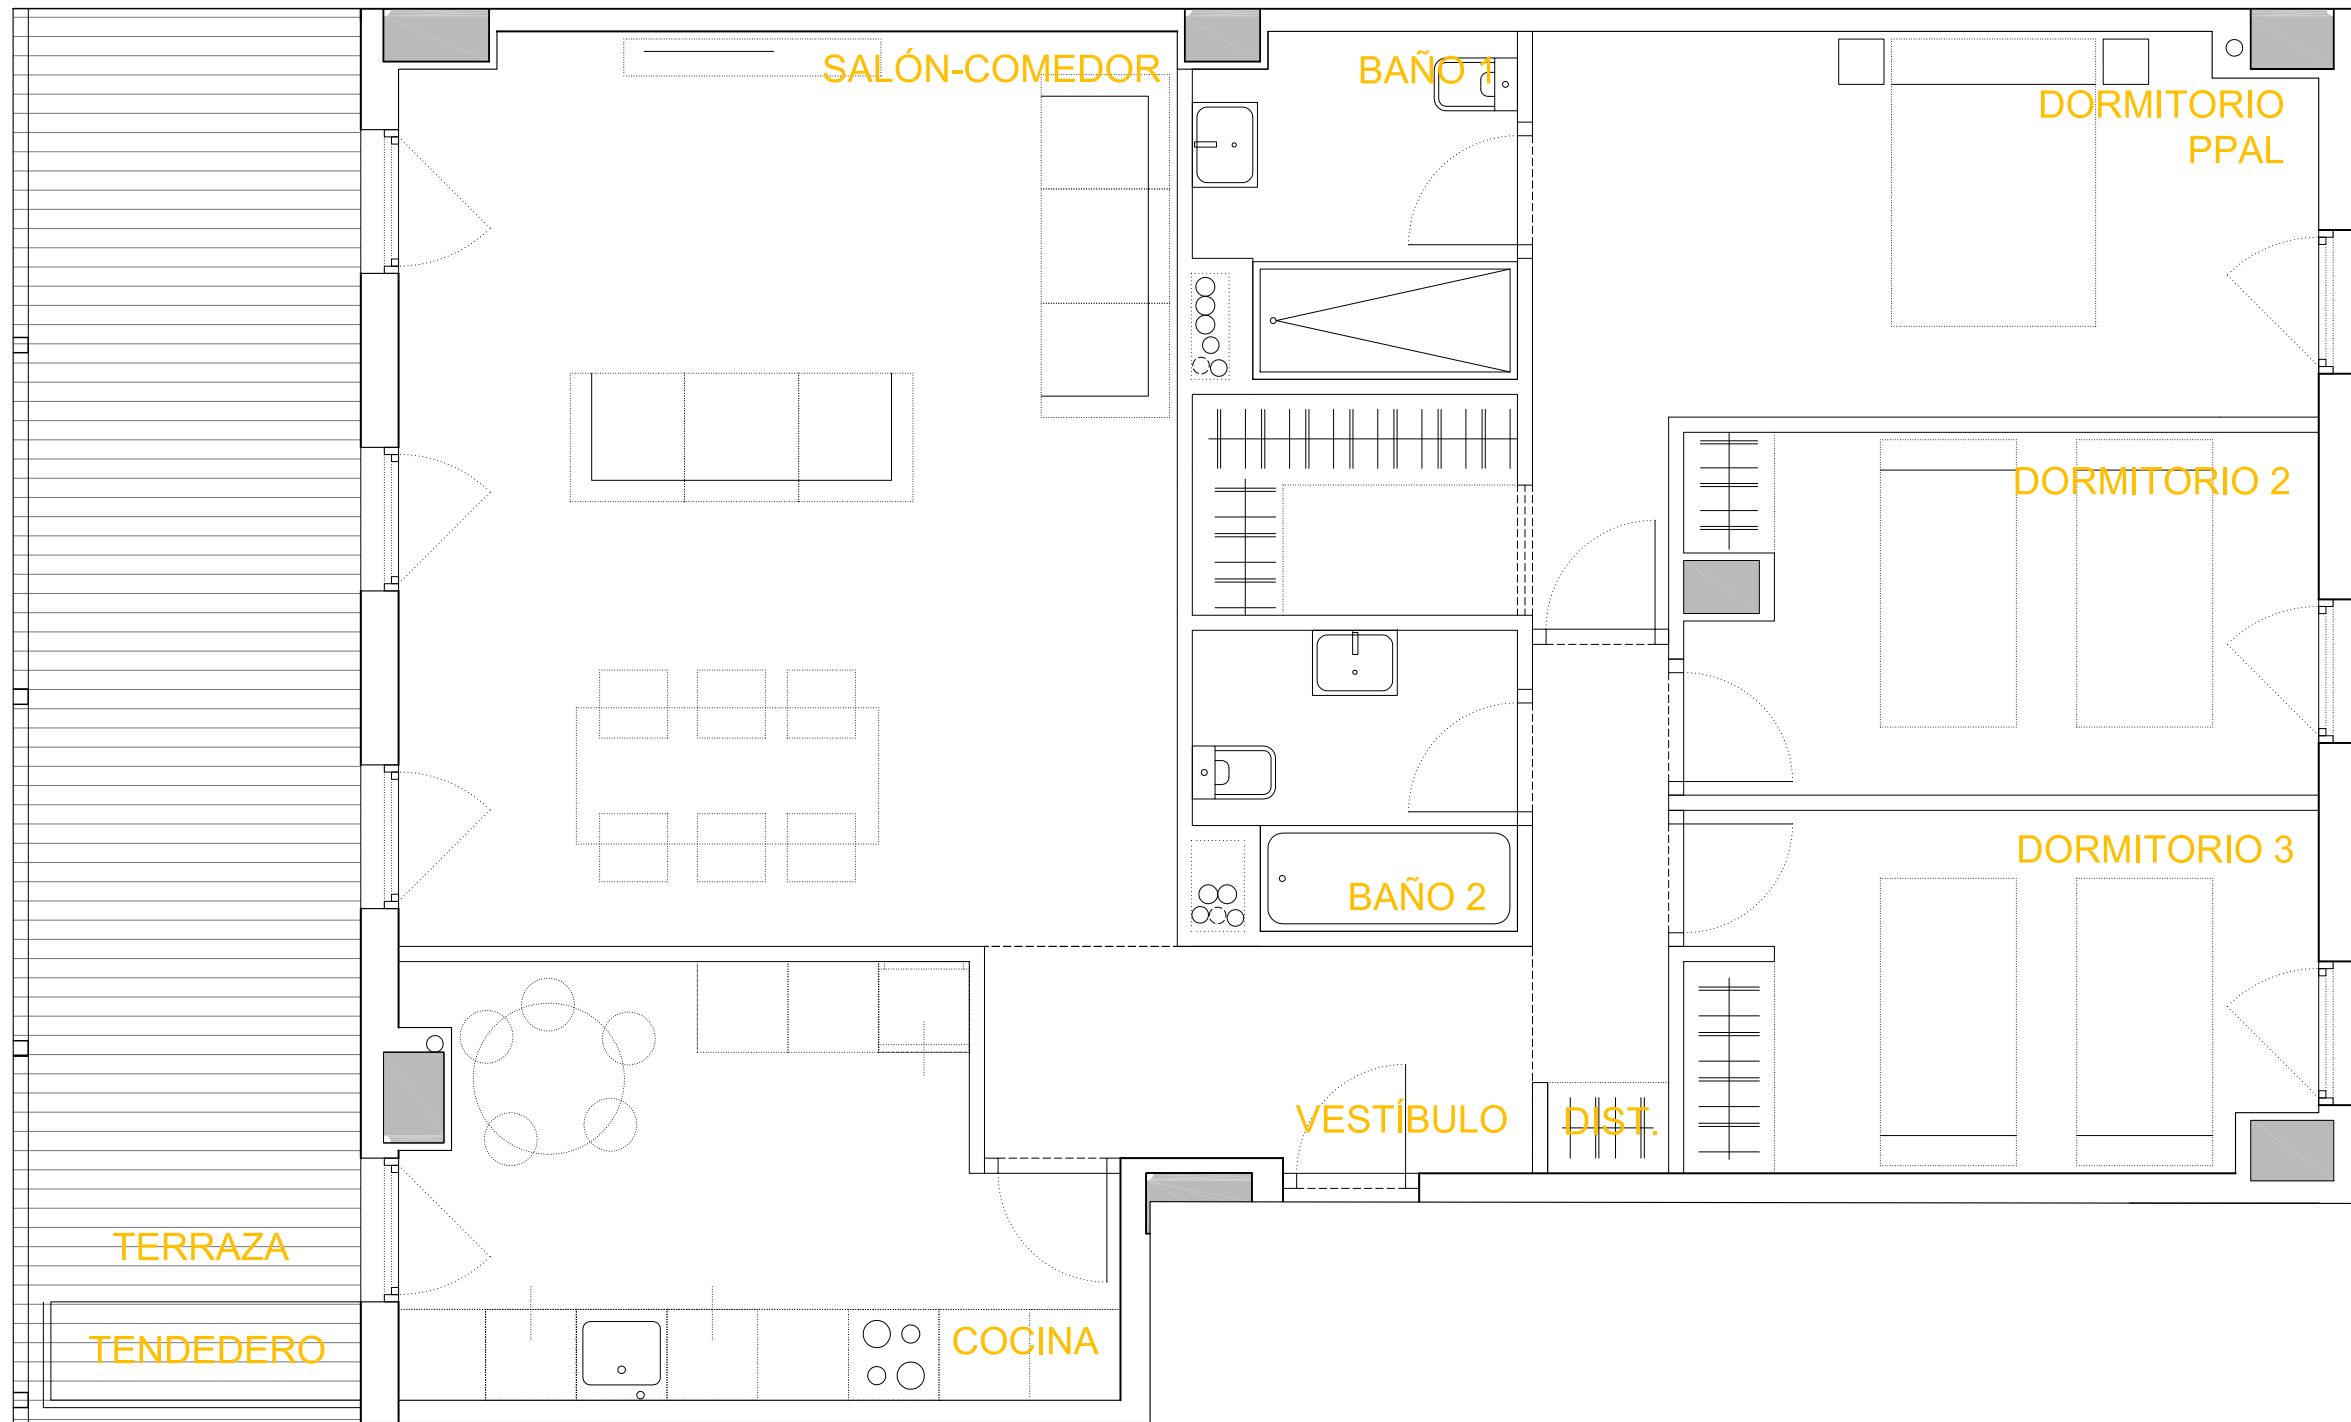 SALÓN-COMEDOR
BAÑO 1
DORMITORIO
PPAL
DORMITORIO 2
DORMITORIO 3
BAÑO 2
VESTÍBULO
DIST.
TERRAZA
TENDEDERO
COCINA